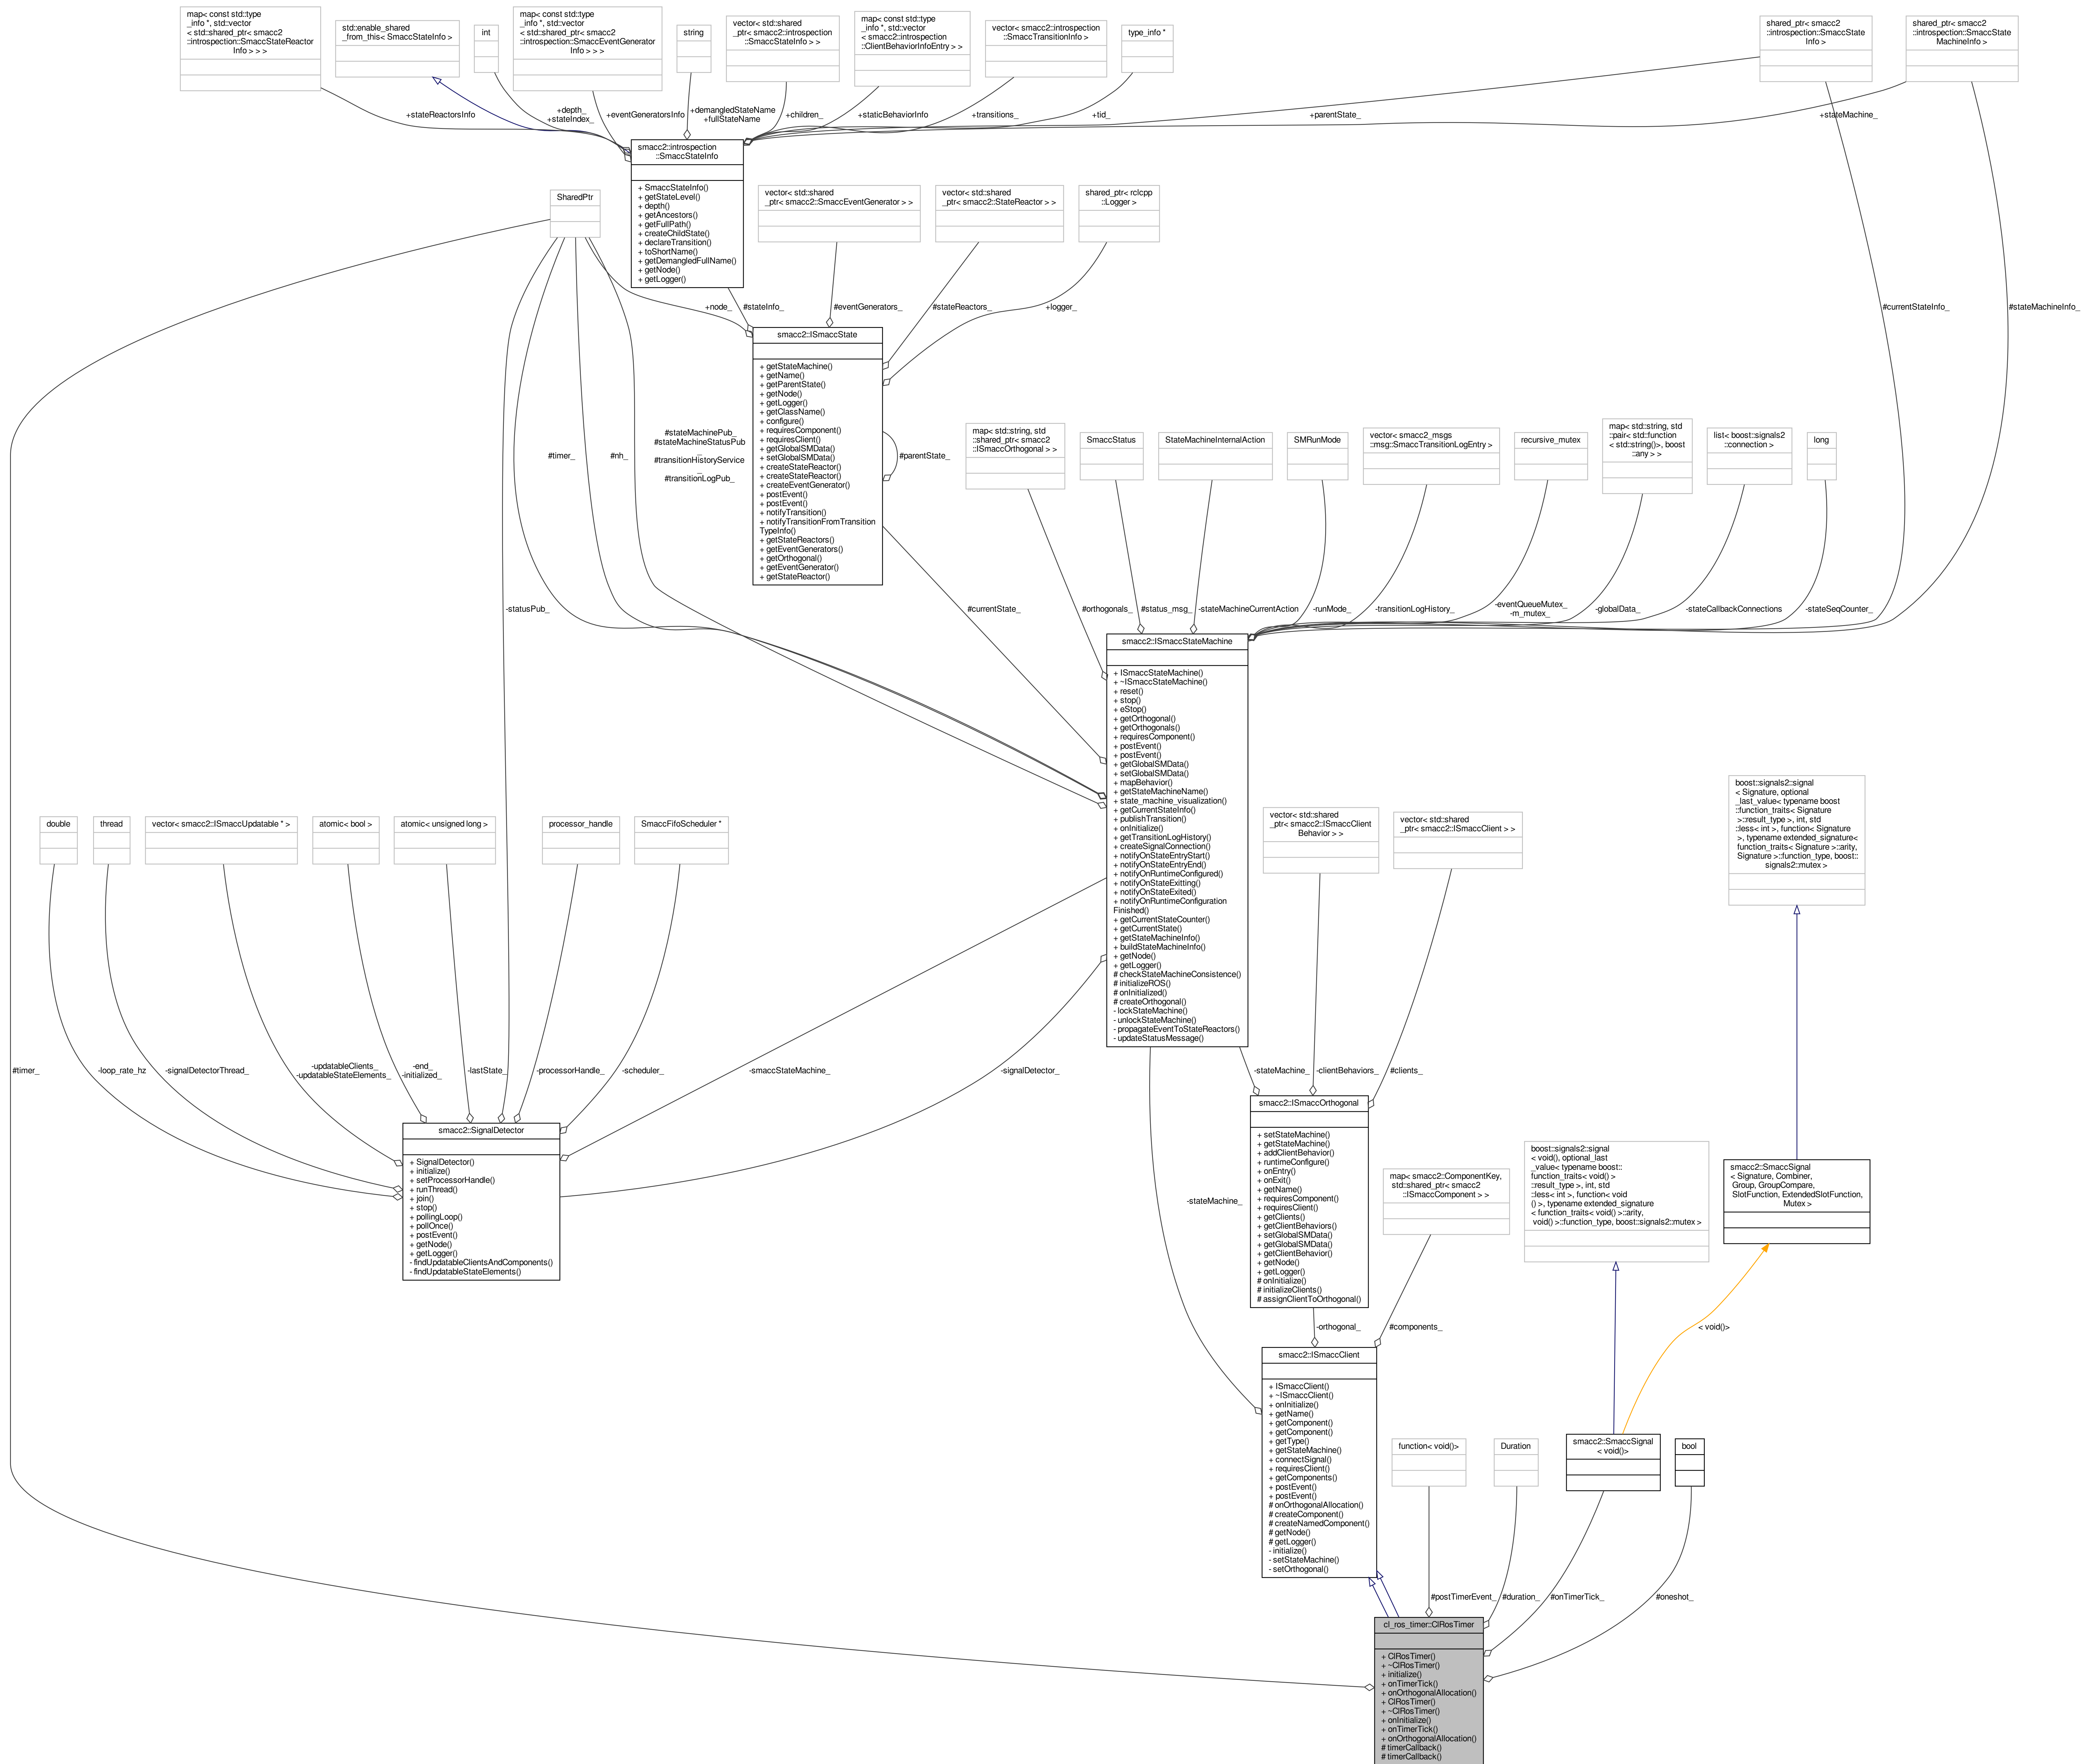 map< const std::type
_info *, std::vector
< std::shared_ptr< smacc2
::introspection::SmaccStateReactor
Info > > >
std::enable_shared
_from_this< SmaccStateInfo >
int
map< const std::type
_info *, std::vector
< std::shared_ptr< smacc2
::introspection::SmaccEventGenerator
Info > > >
string
vector< std::shared
_ptr< smacc2::introspection
::SmaccStateInfo > >
map< const std::type
_info *, std::vector
< smacc2::introspection
::ClientBehaviorInfoEntry > >
vector< smacc2::introspection
::SmaccTransitionInfo >
type_info *
shared_ptr< smacc2
::introspection::SmaccState
Info >
shared_ptr< smacc2
::introspection::SmaccState
MachineInfo >
+stateReactorsInfo
+depth_
+stateIndex_
+eventGeneratorsInfo
+demangledStateName
+fullStateName
+children_
+staticBehaviorInfo
+transitions_
+tid_
+parentState_
+stateMachine_
smacc2::introspection
::SmaccStateInfo
+ SmaccStateInfo()
+ getStateLevel()
+ depth()
+ getAncestors()
+ getFullPath()
+ createChildState()
+ declareTransition()
+ toShortName()
+ getDemangledFullName()
+ getNode()
+ getLogger()
SharedPtr
vector< std::shared
_ptr< smacc2::SmaccEventGenerator > >
vector< std::shared
_ptr< smacc2::StateReactor > >
shared_ptr< rclcpp
::Logger >
+node_
#stateInfo_
#eventGenerators_
#stateReactors_
+logger_
#currentStateInfo_
#stateMachineInfo_
smacc2::ISmaccState
+ getStateMachine()
+ getName()
+ getParentState()
+ getNode()
+ getLogger()
+ getClassName()
+ configure()
+ requiresComponent()
+ requiresClient()
+ getGlobalSMData()
+ setGlobalSMData()
+ createStateReactor()
+ createStateReactor()
+ createEventGenerator()
+ postEvent()
+ postEvent()
+ notifyTransition()
+ notifyTransitionFromTransition
TypeInfo()
+ getStateReactors()
+ getEventGenerators()
+ getOrthogonal()
+ getEventGenerator()
+ getStateReactor()
#timer_
#nh_
#stateMachinePub_
#stateMachineStatusPub
_
#transitionHistoryService
_
#transitionLogPub_
#parentState_
map< std::string, std
::shared_ptr< smacc2
::ISmaccOrthogonal > >
SmaccStatus
StateMachineInternalAction
SMRunMode
vector< smacc2_msgs
::msg::SmaccTransitionLogEntry >
recursive_mutex
map< std::string, std
::pair< std::function
< std::string()>, boost
::any > >
list< boost::signals2
::connection >
long
-statusPub_
#currentState_
#orthogonals_
#status_msg_
-stateMachineCurrentAction
-runMode_
-transitionLogHistory_
-eventQueueMutex_
-m_mutex_
-globalData_
-stateCallbackConnections
-stateSeqCounter_
smacc2::ISmaccStateMachine
+ ISmaccStateMachine()
+ ~ISmaccStateMachine()
+ reset()
+ stop()
+ eStop()
+ getOrthogonal()
+ getOrthogonals()
+ requiresComponent()
+ postEvent()
+ postEvent()
+ getGlobalSMData()
+ setGlobalSMData()
+ mapBehavior()
+ getStateMachineName()
+ state_machine_visualization()
+ getCurrentStateInfo()
+ publishTransition()
+ onInitialize()
+ getTransitionLogHistory()
+ createSignalConnection()
+ notifyOnStateEntryStart()
+ notifyOnStateEntryEnd()
+ notifyOnRuntimeConfigured()
+ notifyOnStateExitting()
+ notifyOnStateExited()
+ notifyOnRuntimeConfiguration
Finished()
+ getCurrentStateCounter()
+ getCurrentState()
+ getStateMachineInfo()
+ buildStateMachineInfo()
+ getNode()
+ getLogger()
# checkStateMachineConsistence()
# initializeROS()
# onInitialized()
# createOrthogonal()
- lockStateMachine()
- unlockStateMachine()
- propagateEventToStateReactors()
- updateStatusMessage()
double
thread
vector< smacc2::ISmaccUpdatable * >
atomic< bool >
atomic< unsigned long >
processor_handle
SmaccFifoScheduler *
vector< std::shared
_ptr< smacc2::ISmaccClient
Behavior > >
vector< std::shared
_ptr< smacc2::ISmaccClient > >
boost::signals2::signal
< Signature, optional
_last_value< typename boost
::function_traits< Signature
>::result_type >, int, std
::less< int >, function< Signature
>, typename extended_signature<
function_traits< Signature >::arity,
Signature >::function_type, boost::
signals2::mutex >
#timer_
-loop_rate_hz
-signalDetectorThread_
-updatableClients_
-updatableStateElements_
-end_
-initialized_
-lastState_
-processorHandle_
-scheduler_
-smaccStateMachine_
-signalDetector_
-stateMachine_
-clientBehaviors_
#clients_
smacc2::SignalDetector
+ SignalDetector()
+ initialize()
+ setProcessorHandle()
+ runThread()
+ join()
+ stop()
+ pollingLoop()
+ pollOnce()
+ postEvent()
+ getNode()
+ getLogger()
- findUpdatableClientsAndComponents()
- findUpdatableStateElements()
smacc2::ISmaccOrthogonal
+ setStateMachine()
+ getStateMachine()
+ addClientBehavior()
+ runtimeConfigure()
+ onEntry()
+ onExit()
+ getName()
+ requiresComponent()
+ requiresClient()
+ getClients()
+ getClientBehaviors()
+ setGlobalSMData()
+ getGlobalSMData()
+ getClientBehavior()
+ getNode()
+ getLogger()
# onInitialize()
# initializeClients()
# assignClientToOrthogonal()
map< smacc2::ComponentKey,
std::shared_ptr< smacc2
::ISmaccComponent > >
boost::signals2::signal
< void(), optional_last
_value< typename boost::
function_traits< void() >
::result_type >, int, std
::less< int >, function< void
() >, typename extended_signature
< function_traits< void() >::arity,
void() >::function_type, boost::signals2::mutex >
smacc2::SmaccSignal
< Signature, Combiner,
Group, GroupCompare,
SlotFunction, ExtendedSlotFunction,
Mutex >
-stateMachine_
-orthogonal_
#components_
< void()>
smacc2::ISmaccClient
+ ISmaccClient()
+ ~ISmaccClient()
+ onInitialize()
+ getName()
+ getComponent()
+ getComponent()
+ getType()
+ getStateMachine()
+ connectSignal()
+ requiresClient()
+ getComponents()
+ postEvent()
+ postEvent()
# onOrthogonalAllocation()
# createComponent()
# createNamedComponent()
# getNode()
# getLogger()
- initialize()
- setStateMachine()
- setOrthogonal()
function< void()>
Duration
smacc2::SmaccSignal
< void()>
bool
#postTimerEvent_
#duration_
#onTimerTick_
#oneshot_
cl_ros_timer::ClRosTimer
+ ClRosTimer()
+ ~ClRosTimer()
+ initialize()
+ onTimerTick()
+ onOrthogonalAllocation()
+ ClRosTimer()
+ ~ClRosTimer()
+ onInitialize()
+ onTimerTick()
+ onOrthogonalAllocation()
# timerCallback()
# timerCallback()